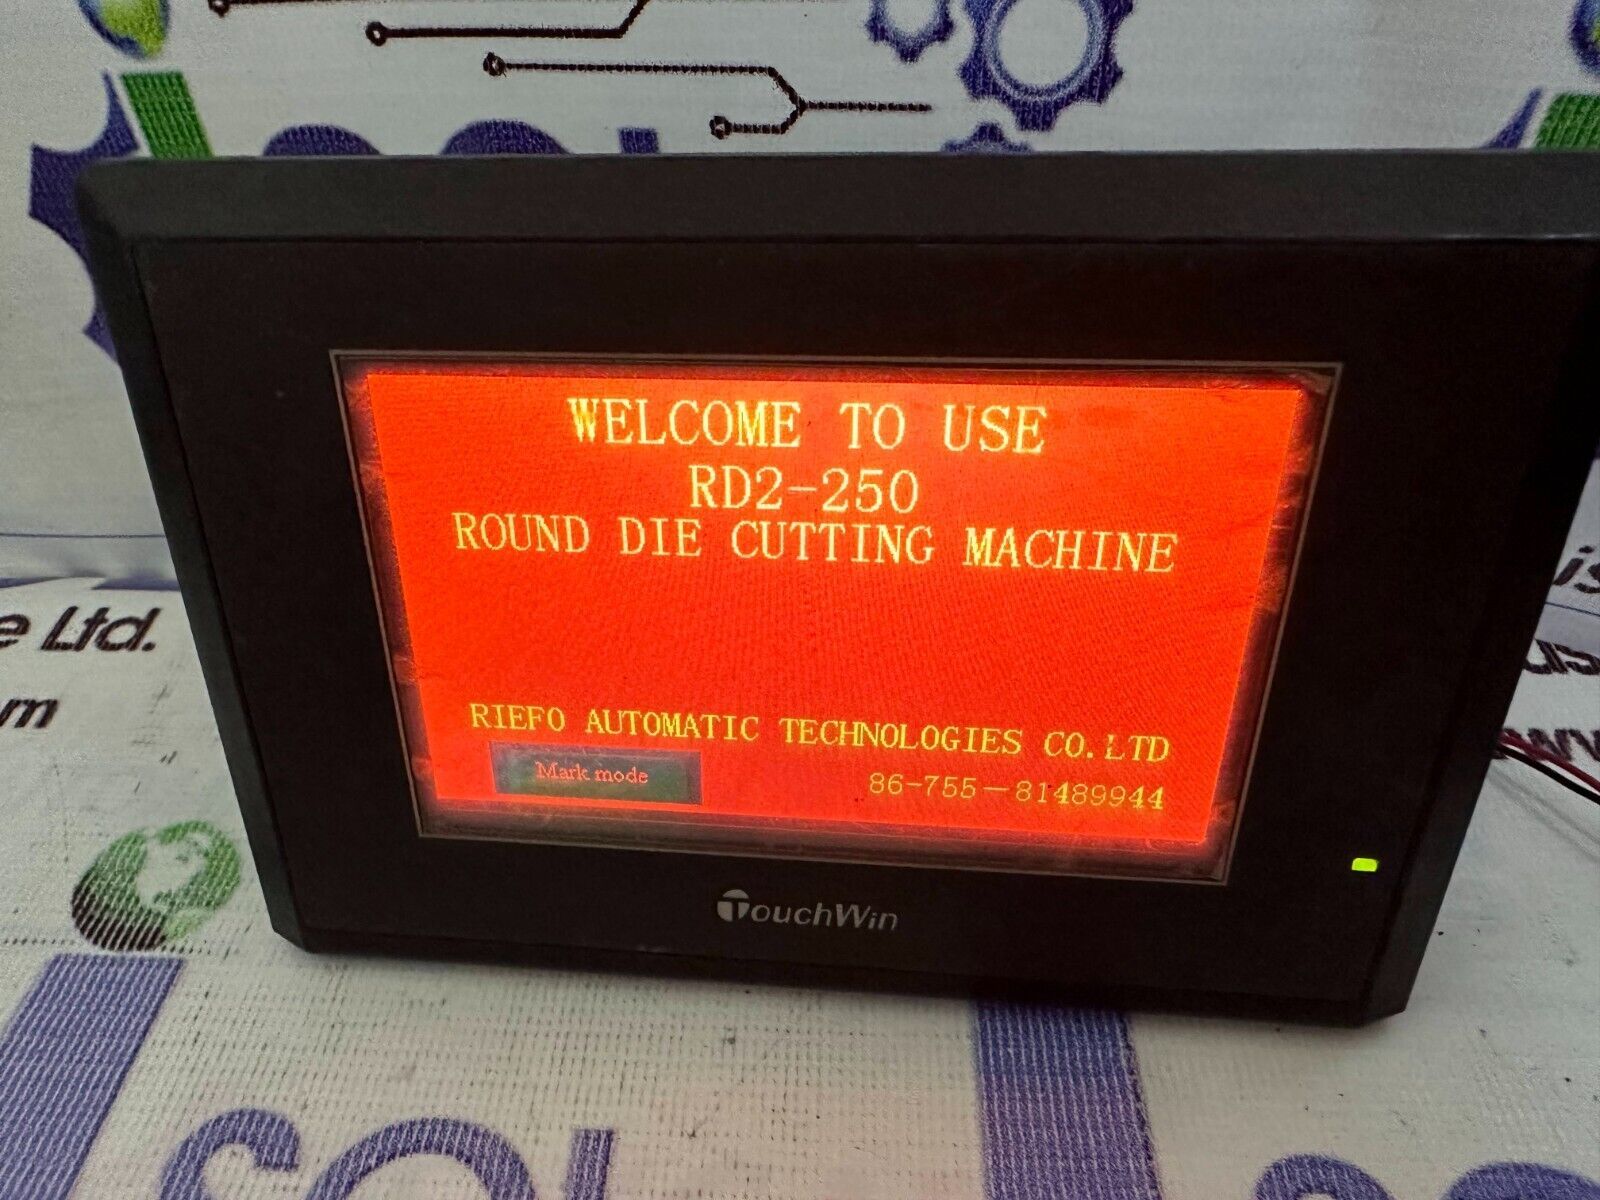 WELCOME TO USE
RD2-250
ROUND DIE CUTTING MACHINE
RIEFO AUTOMATIC TECHNOLOGIES CO.LTD
Mark mode
86-755-81489944
TouchWin
e Ltd.
m